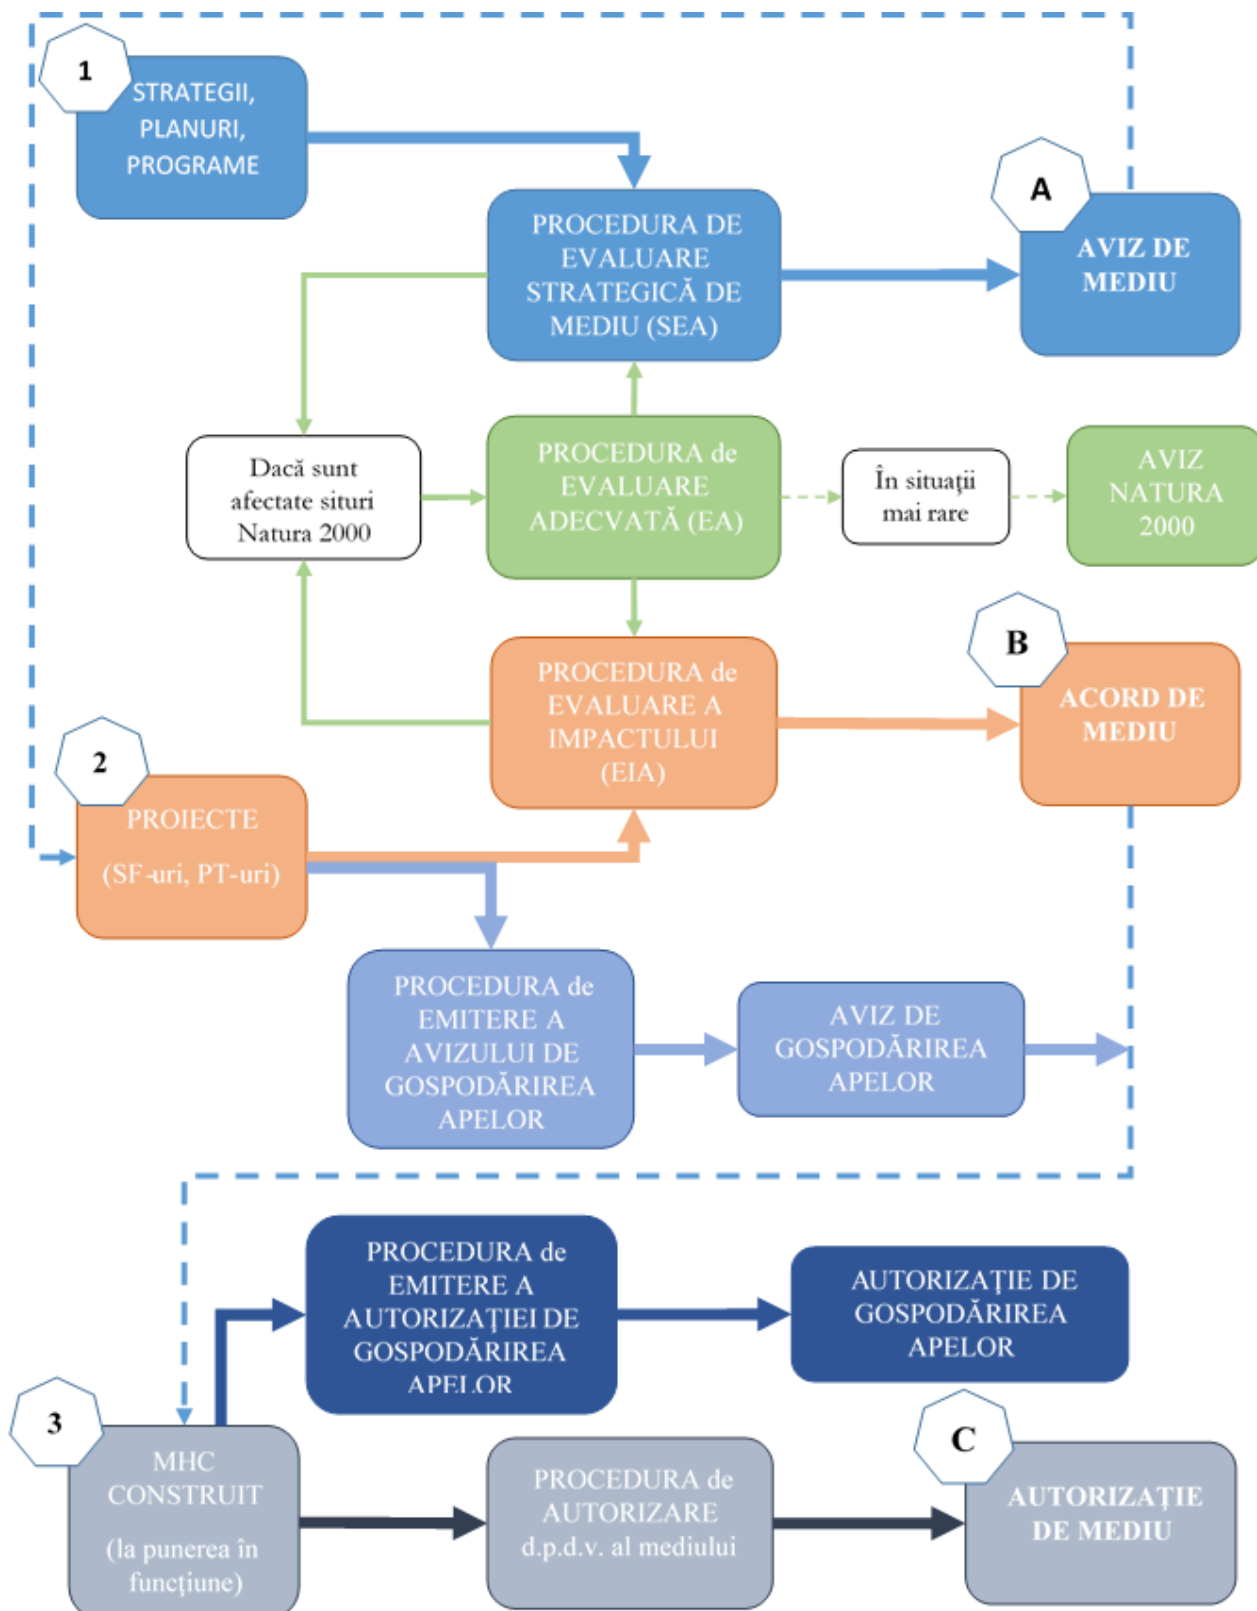 1
STRATEGII,
PLANURI,
PROGRAME
PROCEDURA DE
EVALUARE
STRATEGICĂ DE
MEDIU (SEA)
A
AVIZ DE
MEDIU
Dacă sunt
afectate situri
Natura 2000
PROCEDURA de
EVALUARE
ADECVATĂ (EA)
În situații
mai rare
AVIZ
NATURA
2000
PROCEDURA de
EVALUARE A
IMPACTULUI
(EIA)
B
ACORD DE
MEDIU
2
PROIECTE
(SF-uri, PT-uri)
PROCEDURA de
EMITERE A
AVIZULUI DE
GOSPODĂRIREA
APELOR
AVIZ DE
GOSPODĂRIREA
APELOR
PROCEDURA de
EMITERE A
AUTORIZAȚIEI DE
GOSPODĂRIREA
APELOR
AUTORIZAȚIE DE
GOSPODĂRIREA
APELOR
3
MHC
CONSTRUIT
(la punerea în
funcțiune)
PROCEDURA de
AUTORIZARE
d.p.d.v. al mediului
C
AUTORIZAȚIE
DE MEDIU